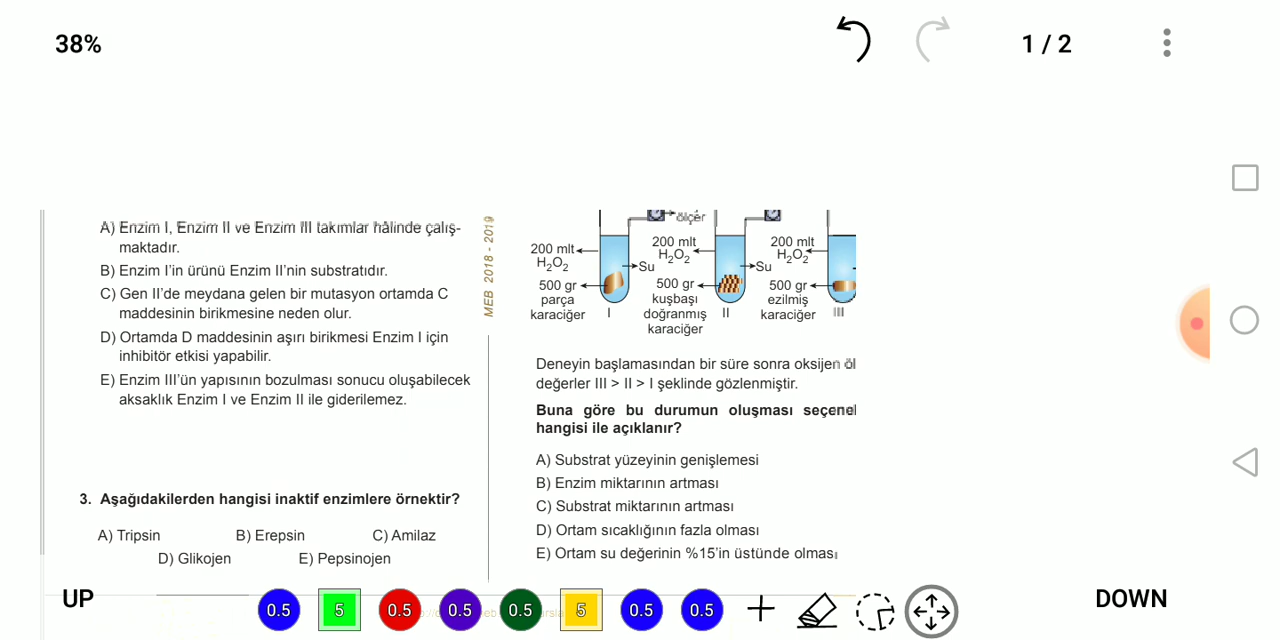 38%
1 / 2
A) Enzim I, Enzim II ve Enzim III takımlar hâlinde çalış-
maktadır.
B) Enzim I'in ürünü Enzim II'nin substratıdır.
C) Gen II'de meydana gelen bir mutasyon ortamda C
maddesinin birikmesine neden olur.
D) Ortamda D maddesinin aşırı birikmesi Enzim I için
inhibitör etkisi yapabilir.
E) Enzim III'ün yapısının bozulması sonucu oluşabilecek
aksaklık Enzim I ve Enzim II ile giderilemez.
3. Aşağıdakilerden hangisi inaktif enzimlere örnektir?
A) Tripsin B) Erepsin C) Amilaz
D) Glikojen E) Pepsinojen
MEB 2018 - 2019
ölçer
200 mlt
H₂O₂
Su
500 gr
parça
karaciğer
I
200 mlt
H₂O₂
Su
500 gr
kuşbaşı
doğranmış
karaciğer
II
200 mlt
H₂O₂
500 gr
ezilmiş
karaciğer
III
Deneyin başlamasından bir süre sonra oksijen öl
değerler III > II > I şeklinde gözlenmiştir.
Buna göre bu durumun oluşması seçenel
hangisi ile açıklanır?
A) Substrat yüzeyinin genişlemesi
B) Enzim miktarının artması
C) Substrat miktarının artması
D) Ortam sıcaklığının fazla olması
E) Ortam su değerinin %15'in üstünde olması
UP
0.5 5 0.5 0.5 0.5 5 0.5 0.5
DOWN